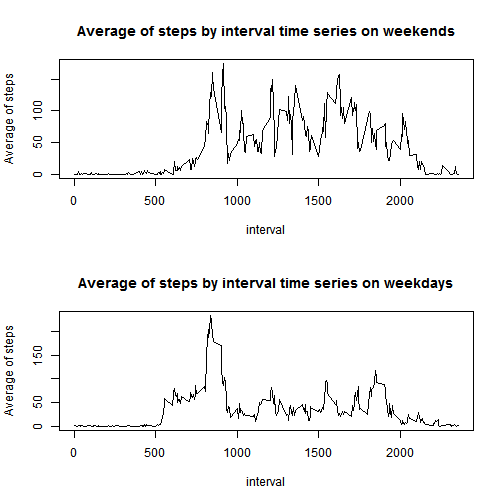 Average of steps by interval time series on weekends
Average of steps
0 50 100
0 500 1000 1500 2000
interval
Average of steps by interval time series on weekdays
Average of steps
0 50 150
0 500 1000 1500 2000
interval